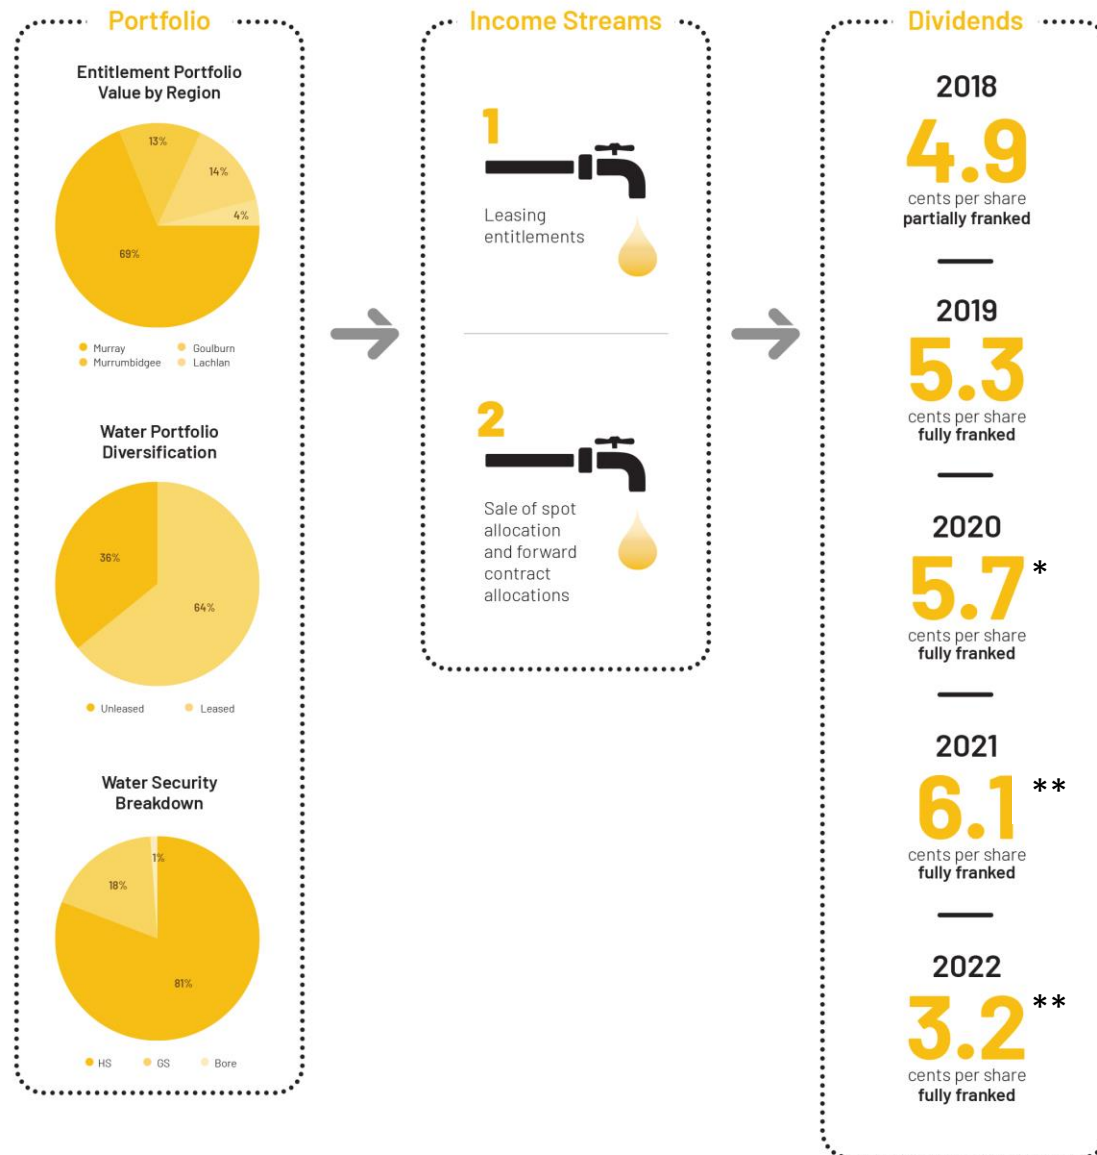 Portfolio
Entitlement Portfolio
Value by Region
13%
14%
4%
69%
Murray
Goulburn
Murrumbidgee
Lachlan
Water Portfolio
Diversification
36%
64%
Unleased
Leased
Water Security
Breakdown
1%
18%
81%
HS
GS
Bore
Income Streams
1
Leasing
entitlements
2
Sale of spot
allocation
and forward
contract
allocations
Dividends
2018
4.9
cents per share
partially franked
2019
5.3
cents per share
fully franked
2020
5.7 *
cents per share
fully franked
2021
6.1 **
cents per share
fully franked
2022
3.2 **
cents per share
fully franked